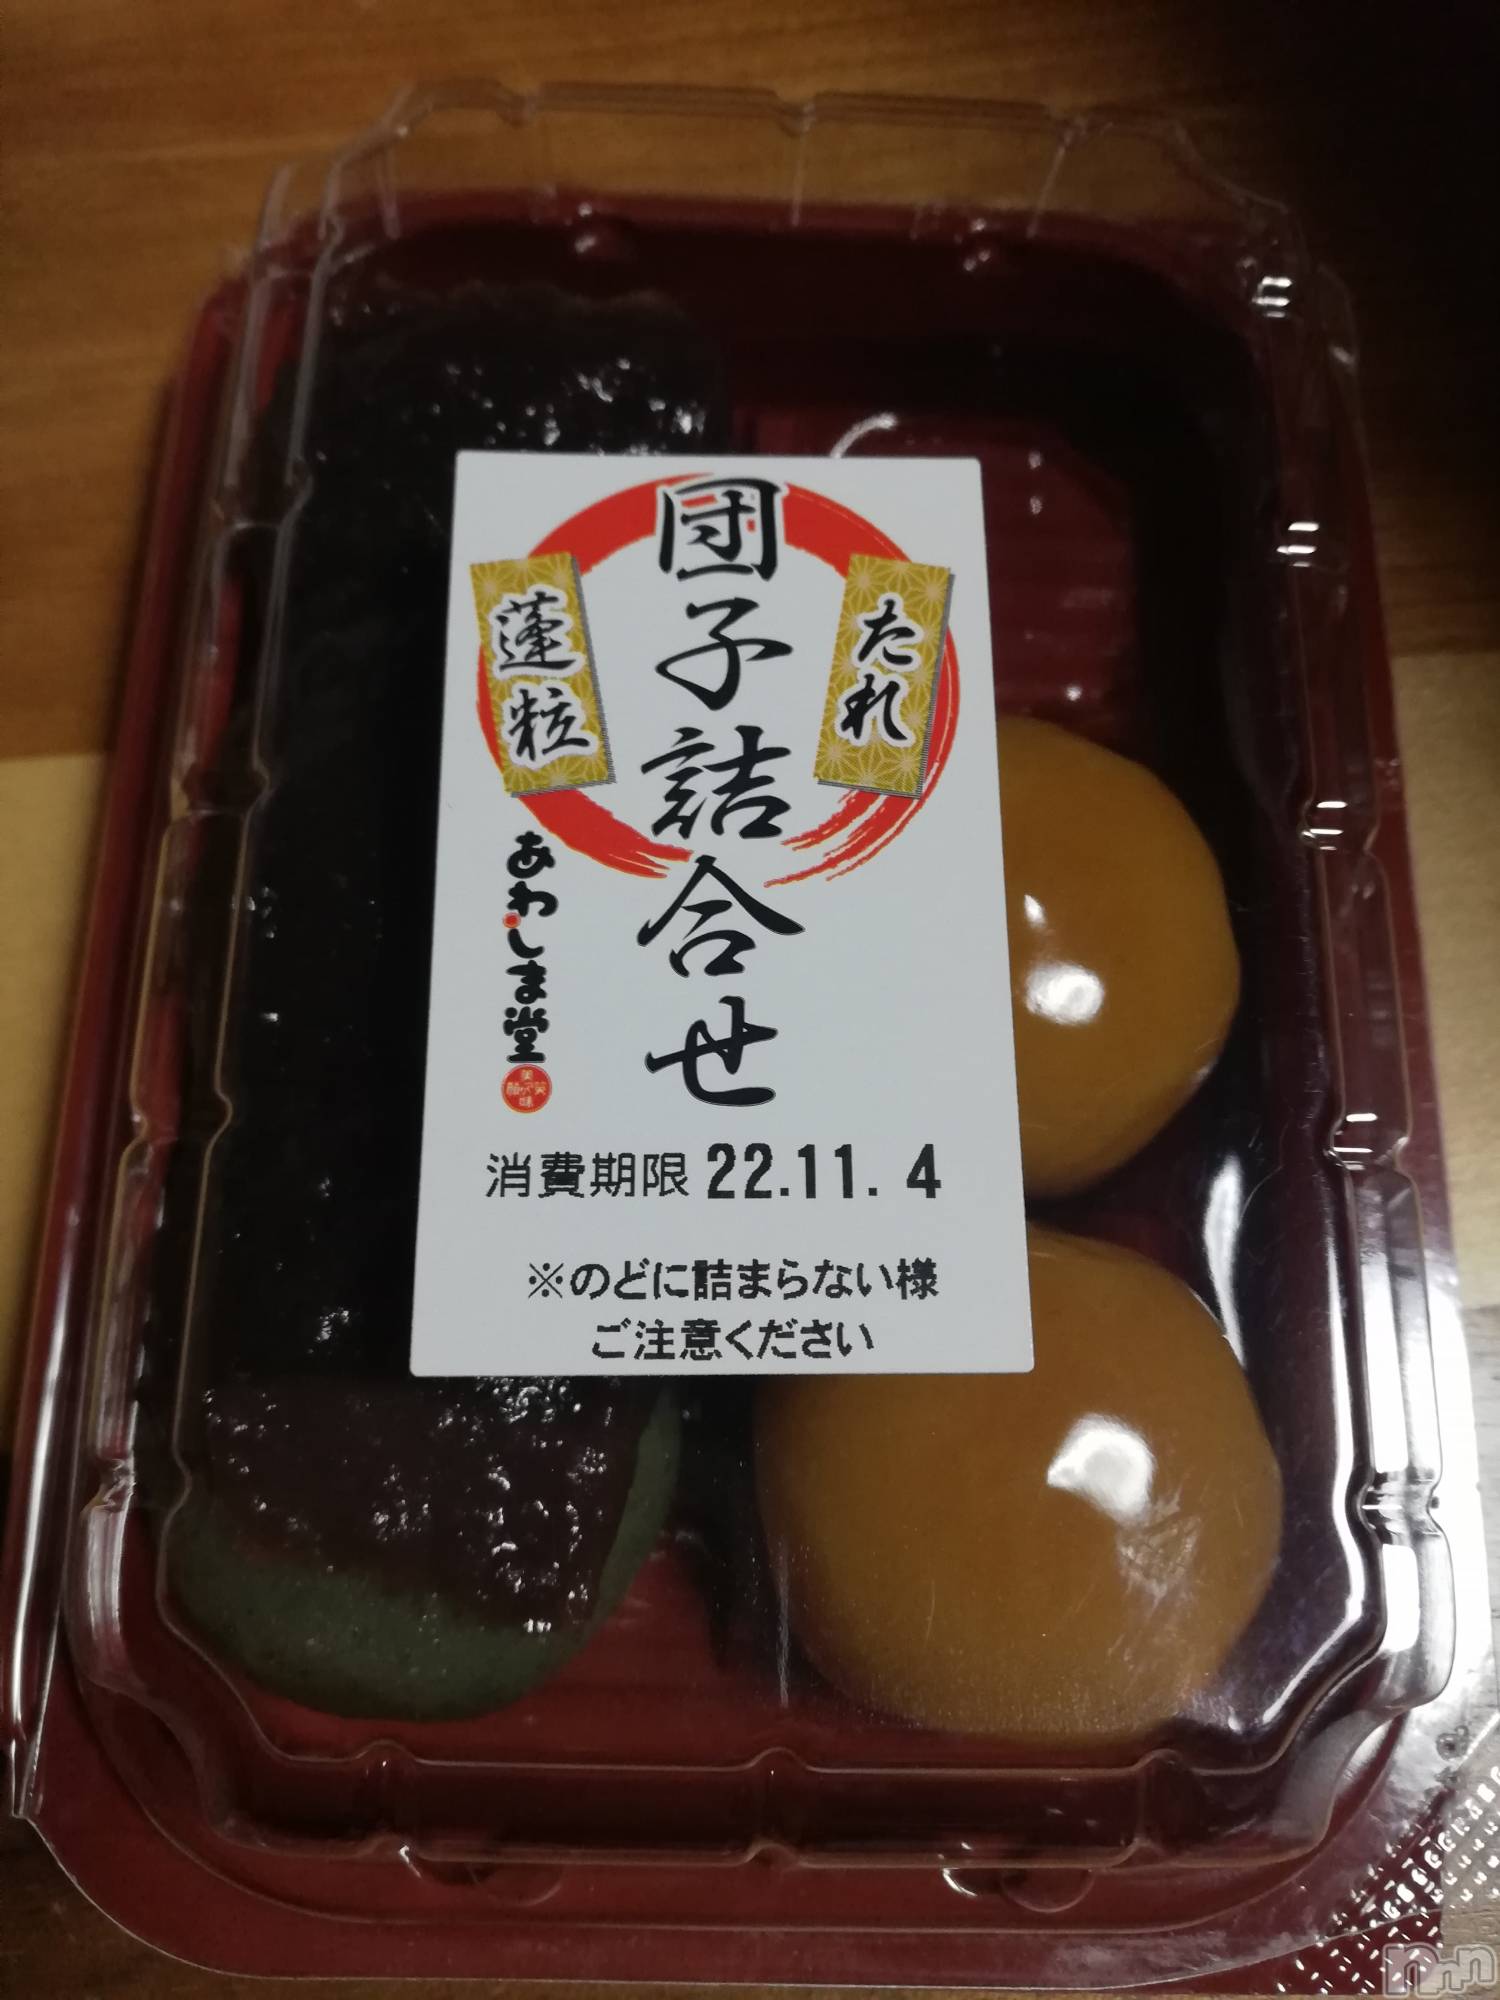 団子詰合せ
たれ
蓬粒
あわしま堂
消費期限 22.11. 4
※のどに詰まらない様
ご注意ください